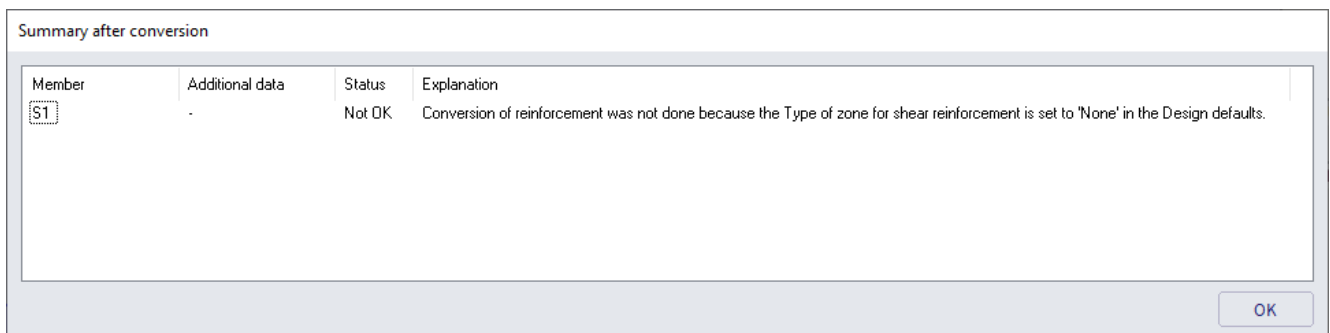 Summary after conversion
Member Additional data Status Explanation
S1 - Not OK Conversion of reinforcement was not done because the Type of zone for shear reinforcement is set to 'None' in the Design defaults.
OK